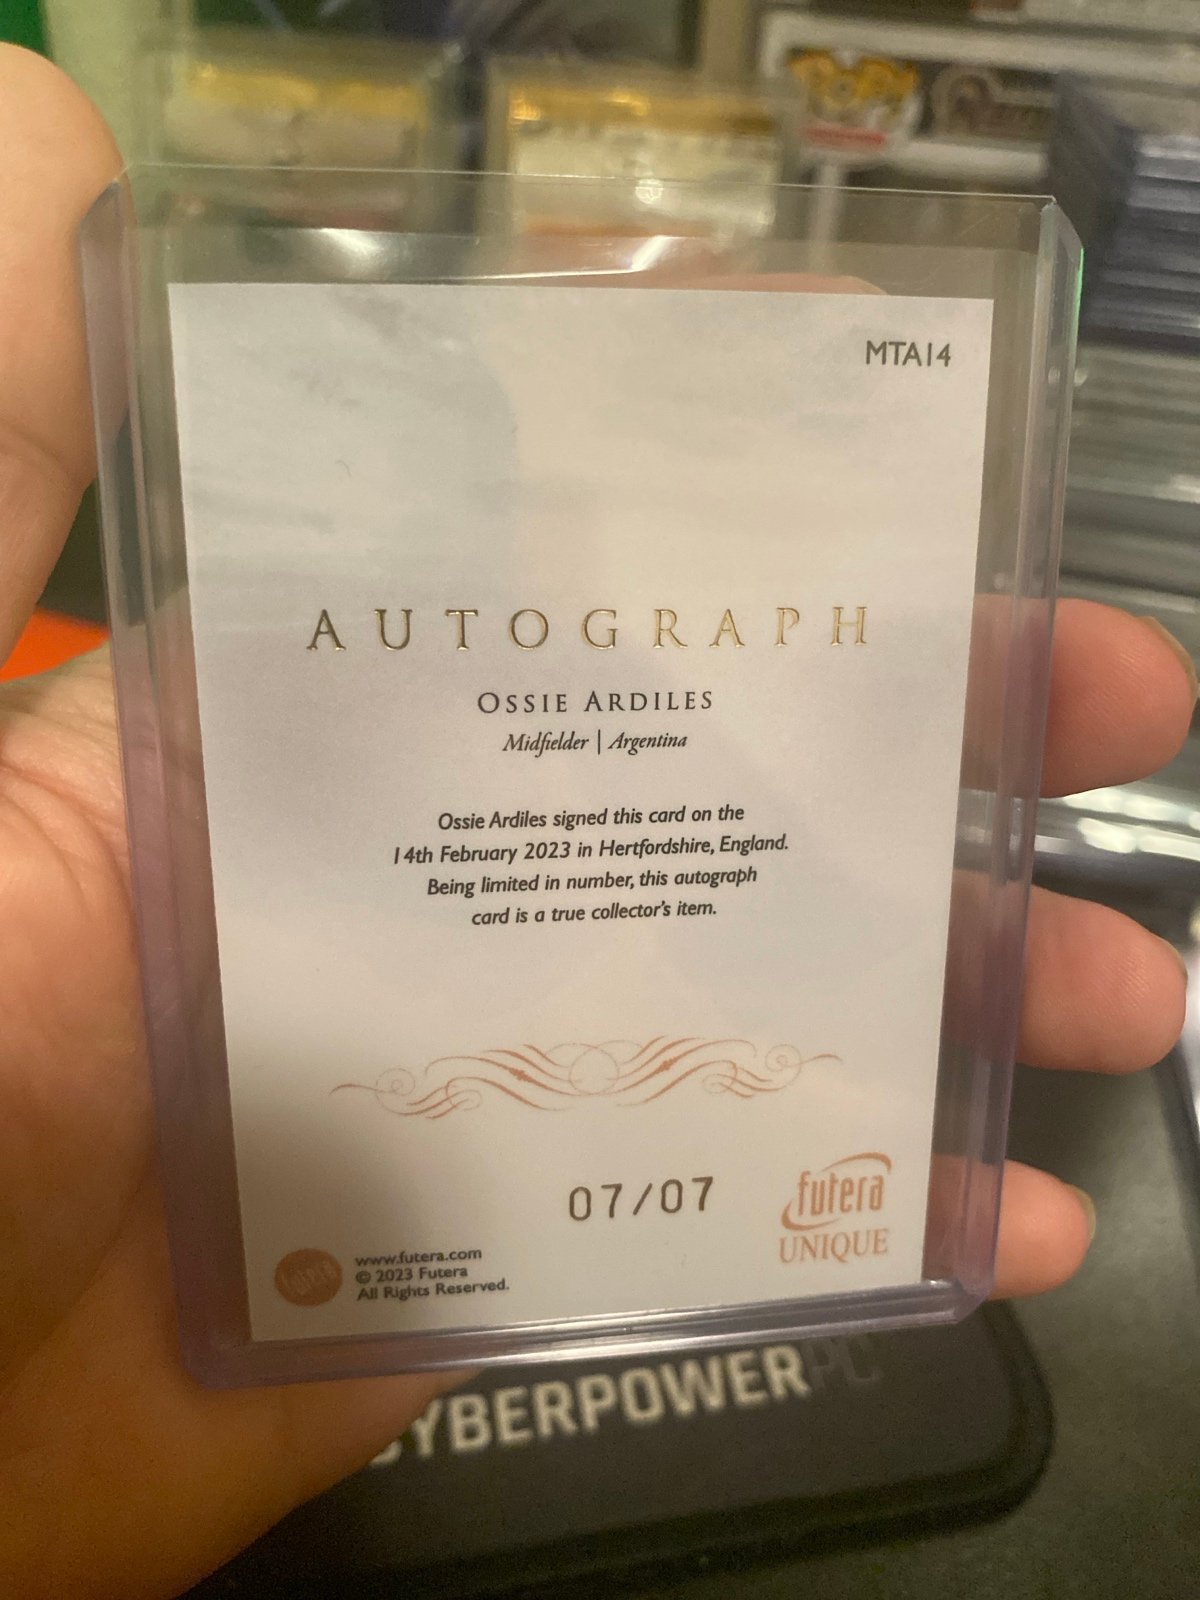 POP!
MTA14
AUTOGRAPH
OSSIE ARDILES
Midfielder | Argentina
Ossie Ardiles signed this card on the
14th February 2023 in Hertfordshire, England.
Being limited in number, this autograph
card is a true collector's item.
07/07
futera
UNIQUE
www.futera.com
© 2023 Futera
All Rights Reserved.
CYBERPOWERPC